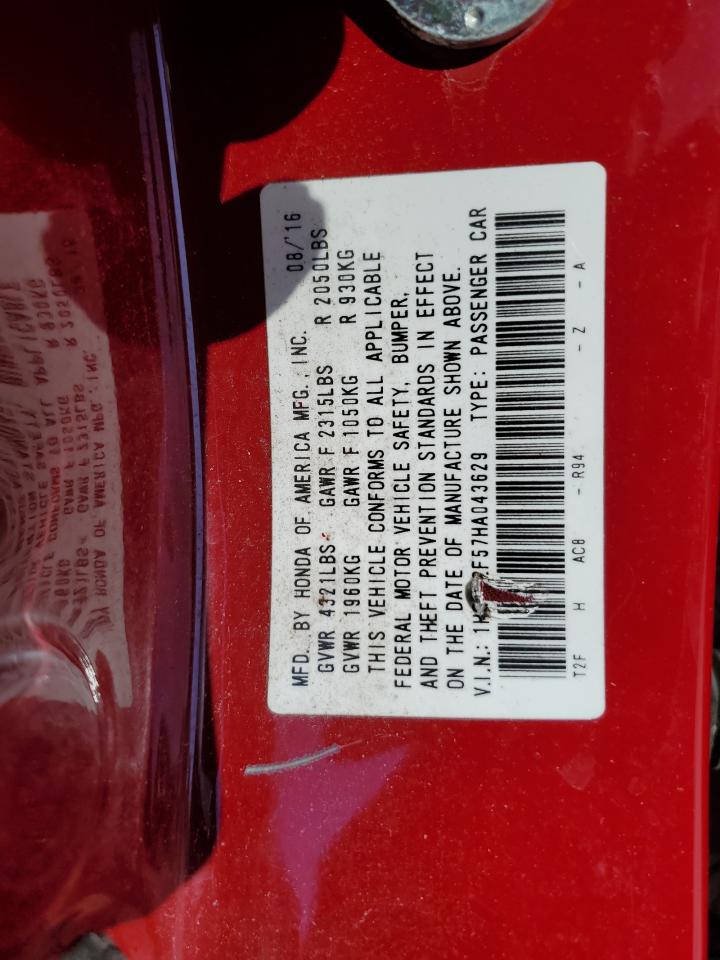 MFD. BY HONDA OF AMERICA MFG., INC. 08/'16
GVWR 4321LBS GAWR F 2315LBS R 2050LBS
GVWR 1960KG GAWR F 1050KG R 930KG
THIS VEHICLE CONFORMS TO ALL APPLICABLE
FEDERAL MOTOR VEHICLE SAFETY, BUMPER,
AND THEFT PREVENTION STANDARDS IN EFFECT
ON THE DATE OF MANUFACTURE SHOWN ABOVE.
V.I.N.: F57HA043629 TYPE: PASSENGER CAR
T2F H AC8 - R94 - Z - A